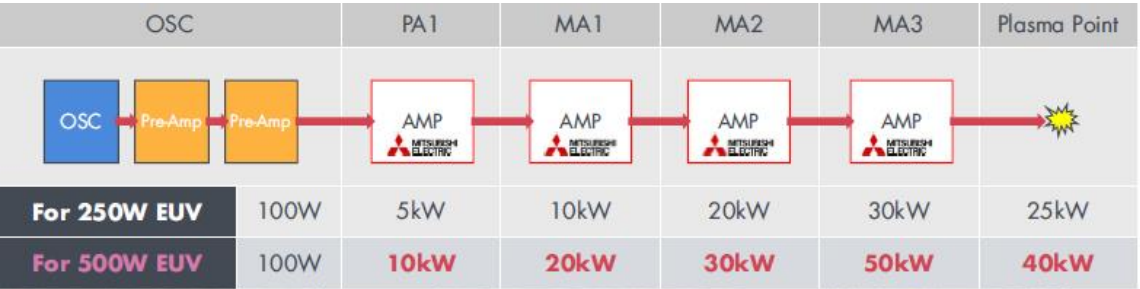 OSC PA1 MA1 MA2 MA3 Plasma Point
OSC Pre-Amp Pre-Amp AMP AMP AMP AMP
MITSUBISHI MITSUBISHI MITSUBISHI MITSUBISHI
ELECTRIC ELECTRIC ELECTRIC ELECTRIC
For 250W EUV 100W 5kW 10kW 20kW 30kW 25kW
For 500W EUV 100W 10kW 20kW 30kW 50kW 40kW